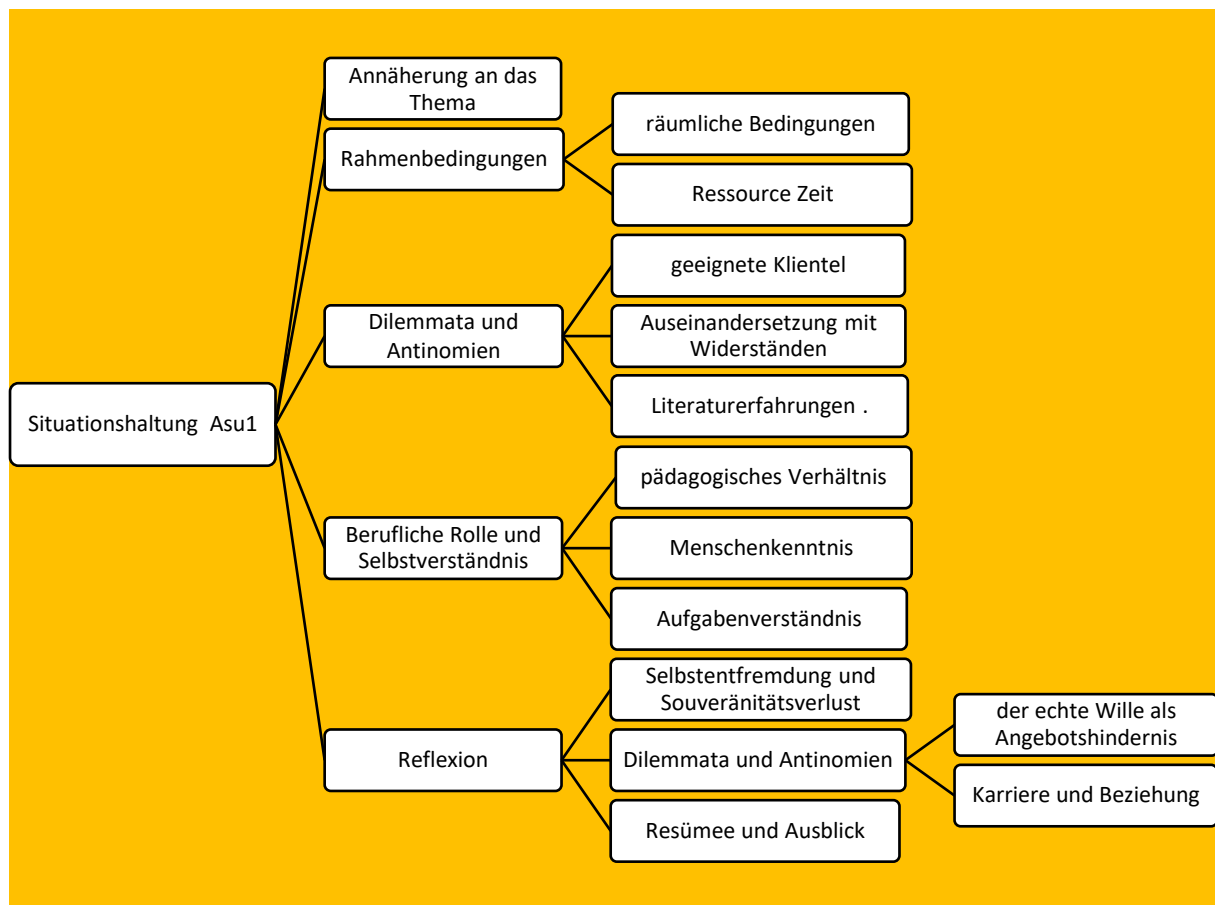 Situationshaltung Asu1
Annäherung an das
Thema
Rahmenbedingungen
räumliche Bedingungen
Ressource Zeit
Dilemmata und
Antinomien
geeignete Klientel
Auseinandersetzung mit
Widerständen
Literaturerfahrungen .
Berufliche Rolle und
Selbstverständnis
pädagogisches Verhältnis
Menschenkenntnis
Aufgabenverständnis
Reflexion
Selbstentfremdung und
Souveränitätsverlust
Dilemmata und Antinomien
der echte Wille als
Angebotshindernis
Karriere und Beziehung
Resümee und Ausblick